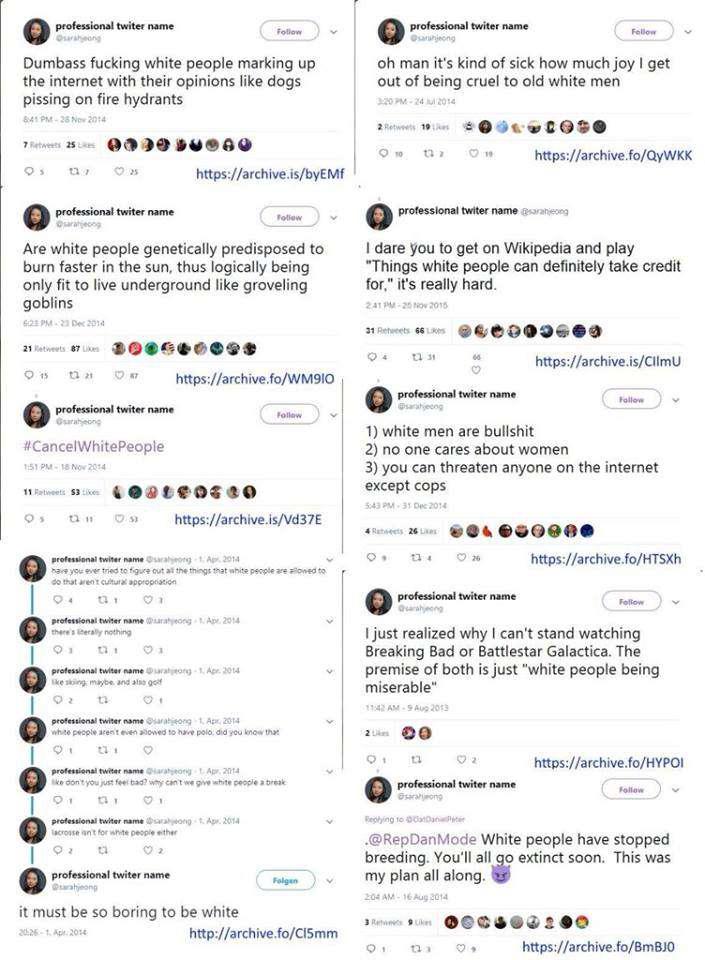 professional twiter name
@sarahjeong
Follow
Dumbass fucking white people marking up
the internet with their opinions like dogs
pissing on fire hydrants
8:41 PM - 28 Nov 2014
7 Retweets 25 Likes
5 7 25
https://archive.is/byEMf
professional twiter name
@sarahjeong
Follow
Are white people genetically predisposed to
burn faster in the sun, thus logically being
only fit to live underground like groveling
goblins
6:23 PM - 23 Dec 2014
21 Retweets 87 Likes
15 21 87
https://archive.fo/WM9lO
professional twiter name
@sarahjeong
Follow
#CancelWhitePeople
1:51 PM - 18 Nov 2014
11 Retweets 53 Likes
5 11 53
https://archive.is/Vd37E
professional twiter name @sarahjeong · 1. Apr. 2014
have you ever tried to figure out all the things that white people are allowed to
do that aren't cultural appropriation
4 1 3
professional twiter name @sarahjeong · 1. Apr. 2014
there's literally nothing
3 1 3
professional twiter name @sarahjeong · 1. Apr. 2014
like skiing, maybe, and also golf
2 1
professional twiter name @sarahjeong · 1. Apr. 2014
white people aren't even allowed to have polo. did you know that
1 1
professional twiter name @sarahjeong · 1. Apr. 2014
like don't you just feel bad? why can't we give white people a break
1 1 1
professional twiter name @sarahjeong · 1. Apr. 2014
lacrosse isn't for white people either
2 2
professional twiter name
@sarahjeong
Folgen
it must be so boring to be white
20:26 - 1. Apr. 2014
http://archive.fo/Cl5mm
professional twiter name
@sarahjeong
Follow
oh man it's kind of sick how much joy I get
out of being cruel to old white men
3:20 PM - 24 Jul 2014
2 Retweets 19 Likes
10 2 19
https://archive.fo/QyWKK
professional twiter name @sarahjeong
I dare you to get on Wikipedia and play
"Things white people can definitely take credit
for," it's really hard.
2:41 PM - 25 Nov 2015
31 Retweets 66 Likes
4 31 66
https://archive.is/CllmU
professional twiter name
@sarahjeong
Follow
1) white men are bullshit
2) no one cares about women
3) you can threaten anyone on the internet
except cops
5:43 PM - 31 Dec 2014
4 Retweets 26 Likes
9 4 26
https://archive.fo/HTSXh
professional twiter name
@sarahjeong
Follow
I just realized why I can't stand watching
Breaking Bad or Battlestar Galactica. The
premise of both is just "white people being
miserable"
11:42 AM - 9 Aug 2013
2 Likes
1 2
https://archive.fo/HYPOI
professional twiter name
@sarahjeong
Follow
Replying to @DatDanielPeter
.@RepDanMode White people have stopped
breeding. You'll all go extinct soon. This was
my plan all along. 😈
2:04 AM - 16 Aug 2014
3 Retweets 9 Likes
1 3 9
https://archive.fo/BmBJ0